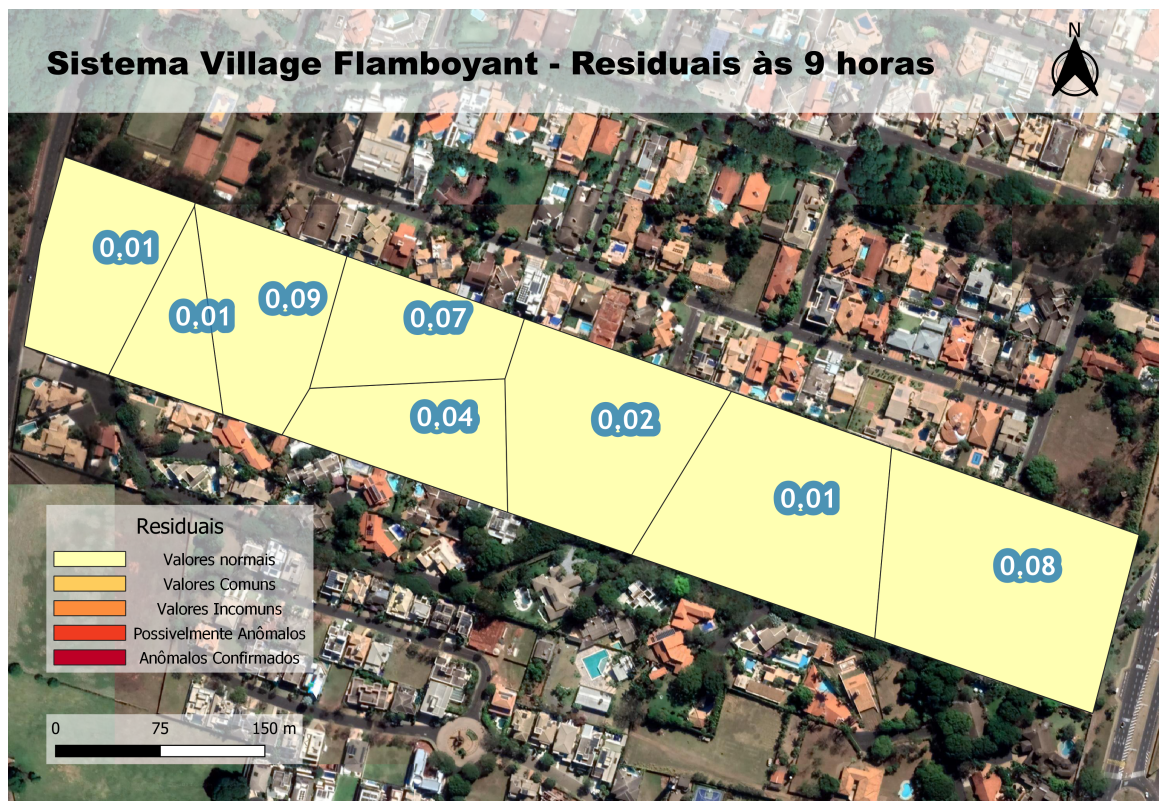 Sistema Village Flamboyant - Residuais às 9 horas
N
0,01
0,01
0,09
0,07
0,04
0,02
0,01
0,08
Residuais
Valores normais
Valores Comuns
Valores Incomuns
Possivelmente Anômalos
Anômalos Confirmados
0 75 150 m